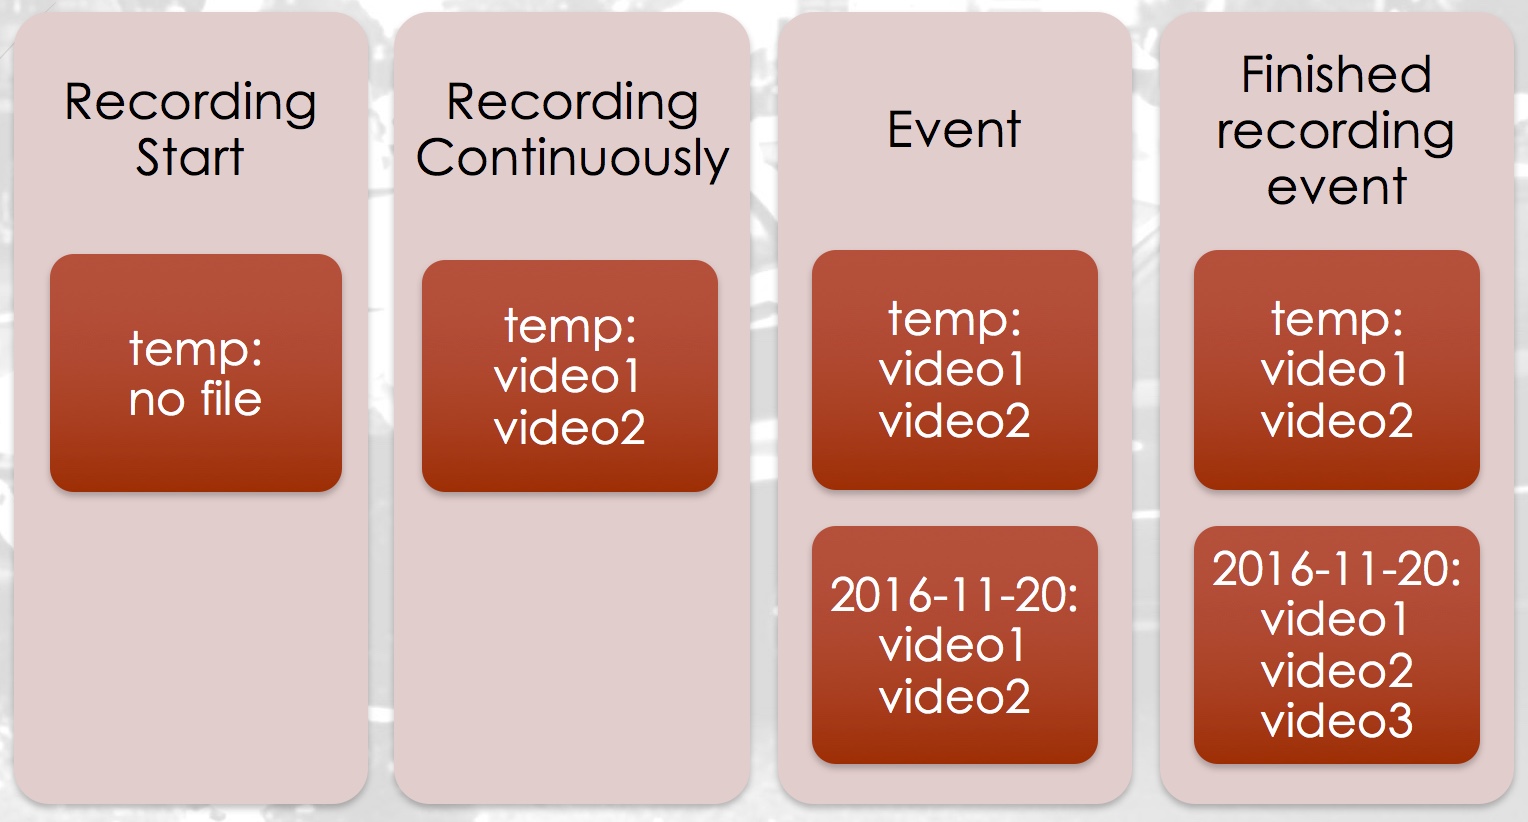 Recording
Start
temp:
no file
Recording
Continuously
temp:
video1
video2
Event
temp:
video1
video2
2016-11-20:
video1
video2
Finished
recording
event
temp:
video1
video2
2016-11-20:
video1
video2
video3